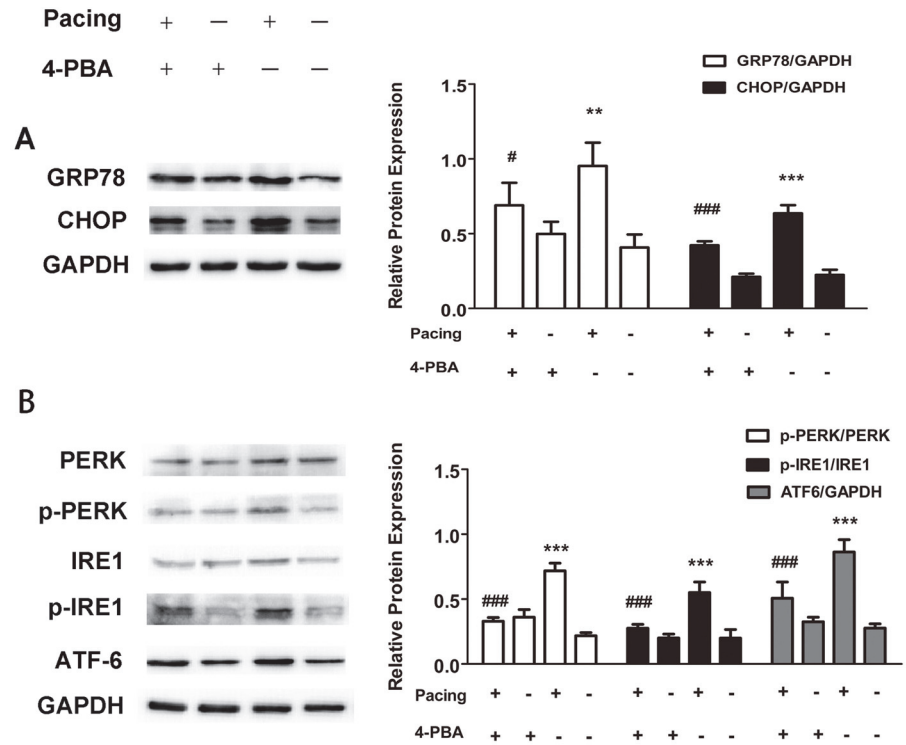 Pacing + − + −
4-PBA + + − −
A
GRP78
CHOP
GAPDH
GRP78/GAPDH
CHOP/GAPDH
Relative Protein Expression
1.5
1.0
0.5
0.0
# ** ### ***
Pacing + - + - + - + -
4-PBA + + - - + + - -
B
PERK
p-PERK
IRE1
p-IRE1
ATF-6
GAPDH
p-PERK/PERK
p-IRE1/IRE1
ATF6/GAPDH
Relative Protein Expression
1.5
1.0
0.5
0.0
### *** ### *** ### ***
Pacing + - + - + - + - + - + -
4-PBA + + - - + + - - + + - -